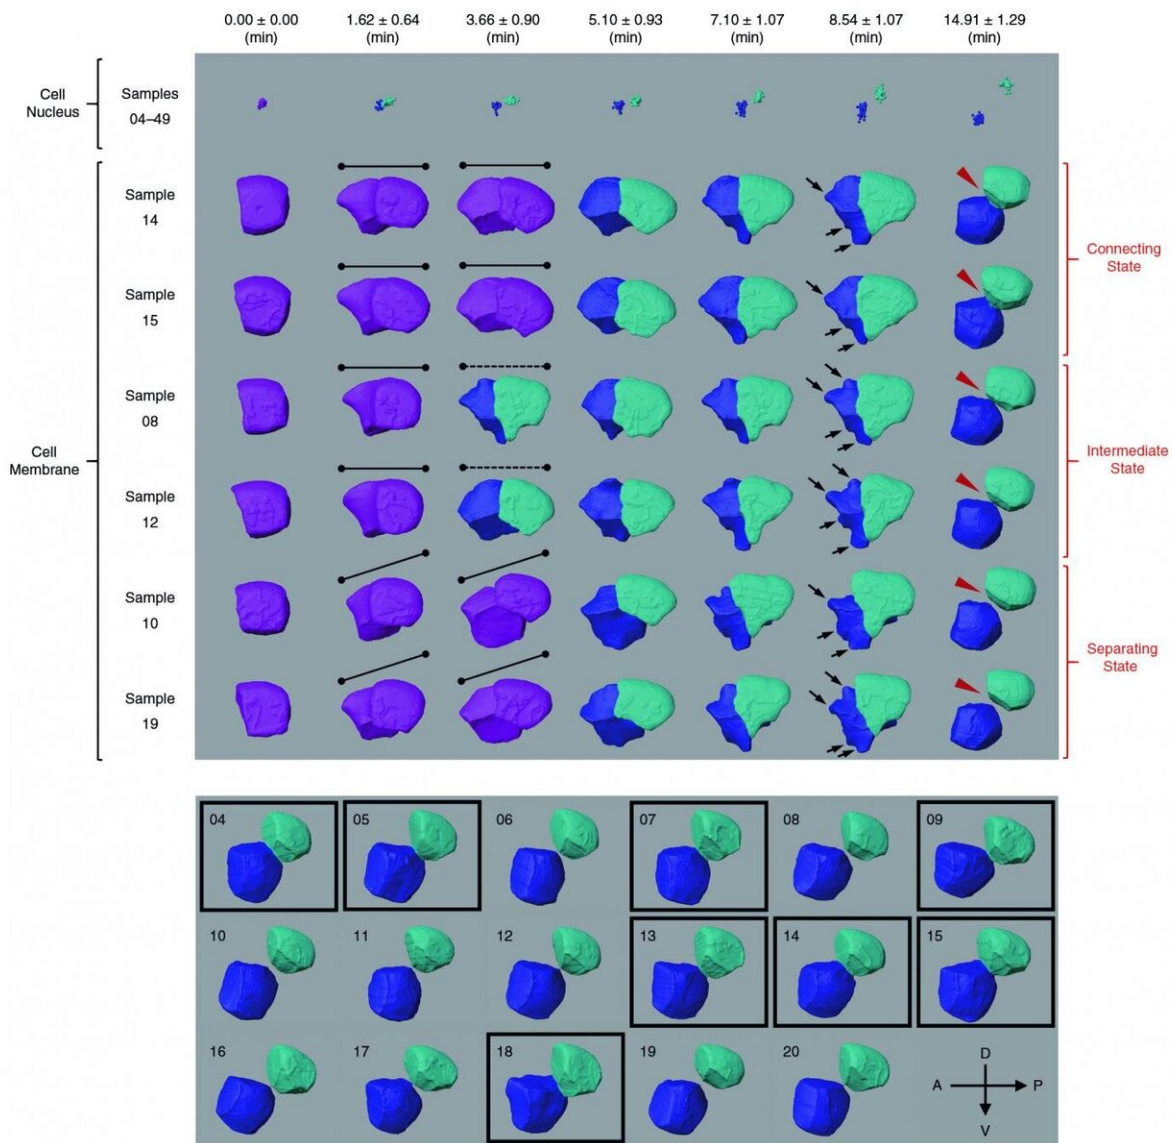 0.00 ± 0.00 1.62 ± 0.64 3.66 ± 0.90 5.10 ± 0.93 7.10 ± 1.07 8.54 ± 1.07 14.91 ± 1.29
(min) (min) (min) (min) (min) (min) (min)
Cell
Nucleus
Samples
04–49
Cell
Membrane
Sample
14
Sample
15
Sample
08
Sample
12
Sample
10
Sample
19
Connecting
State
Intermediate
State
Separating
State
04 05 06 07 08 09
10 11 12 13 14 15
16 17 18 19 20
D
A P
V